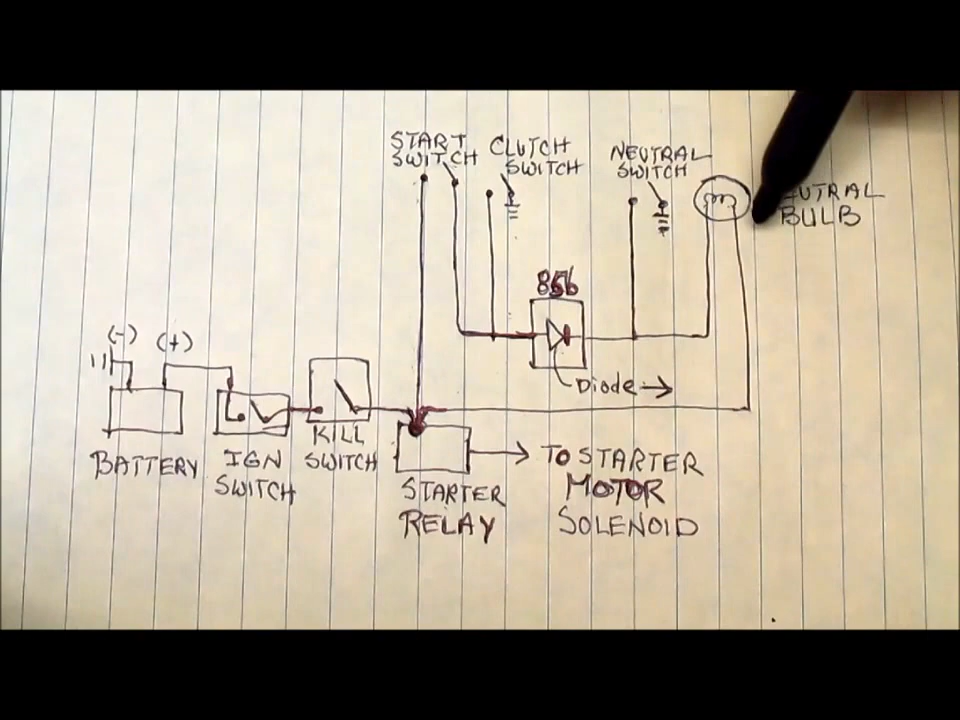 START
SWITCH
CLUTCH
SWITCH
NEUTRAL
SWITCH
BULB
856
Diode
(-)
(+)
BATTERY
IGN
SWITCH
KILL
SWITCH
STARTER
RELAY
TO STARTER
MOTOR
SOLENOID